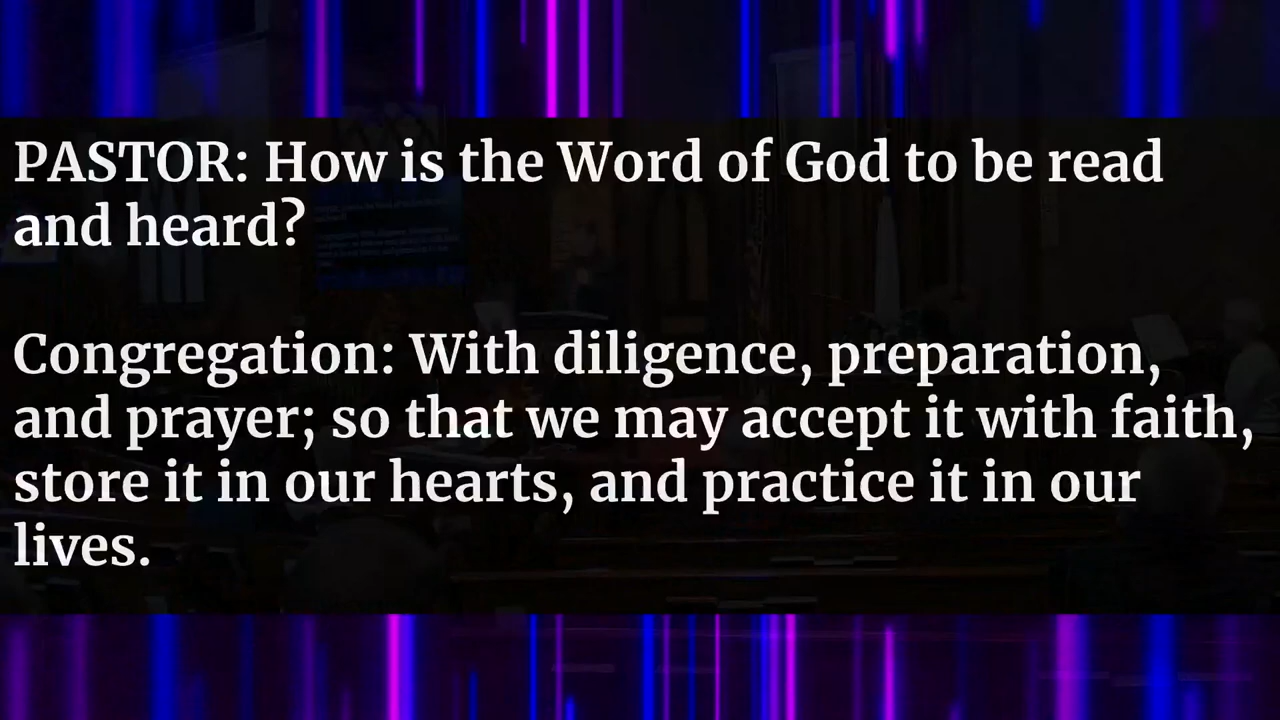 PASTOR: How is the Word of God to be read
and heard?
Congregation: With diligence, preparation,
and prayer; so that we may accept it with faith,
store it in our hearts, and practice it in our
lives.